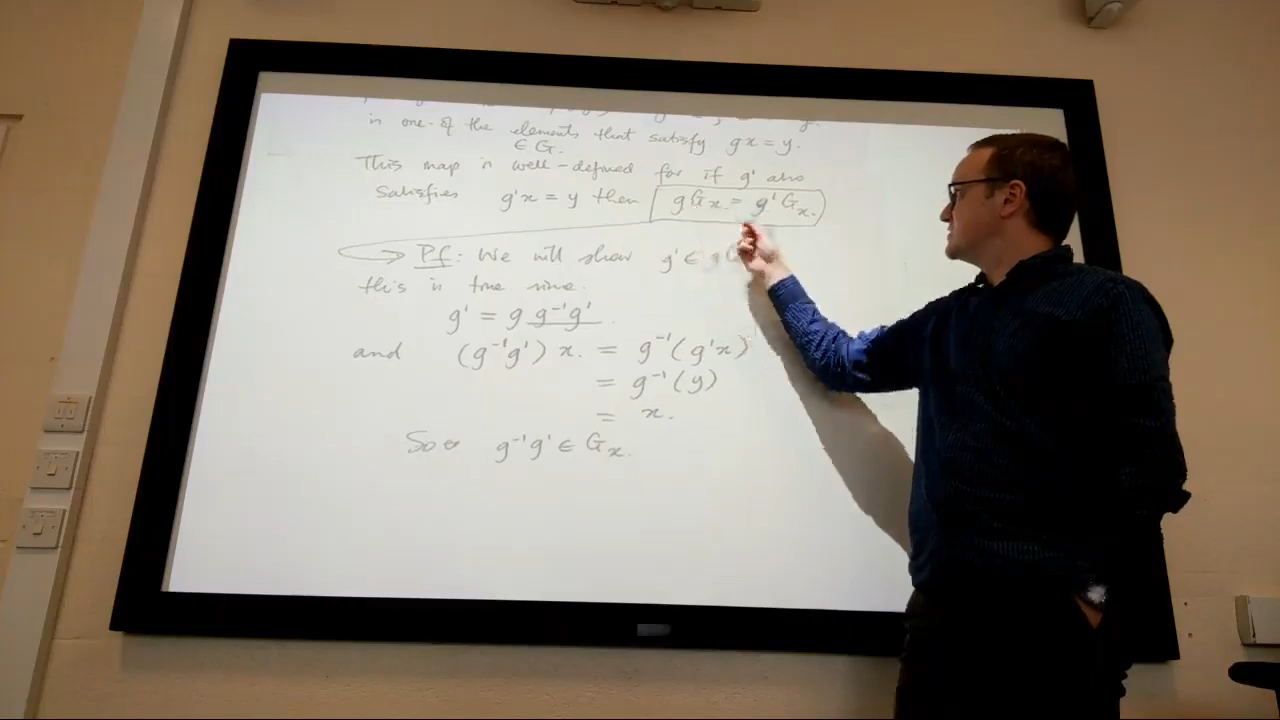 is one of the elements that satisfy gx = y.
∈ G.
This map is well-defined for if g' also
satisfies g'x = y then gGₓ = g'Gₓ.
Pf: We will show g' ∈ g
this is true since.
g' = g g⁻¹g'
and (g⁻¹g') x = g⁻¹(g'x)
= g⁻¹(y)
= x.
So g⁻¹g' ∈ Gₓ.